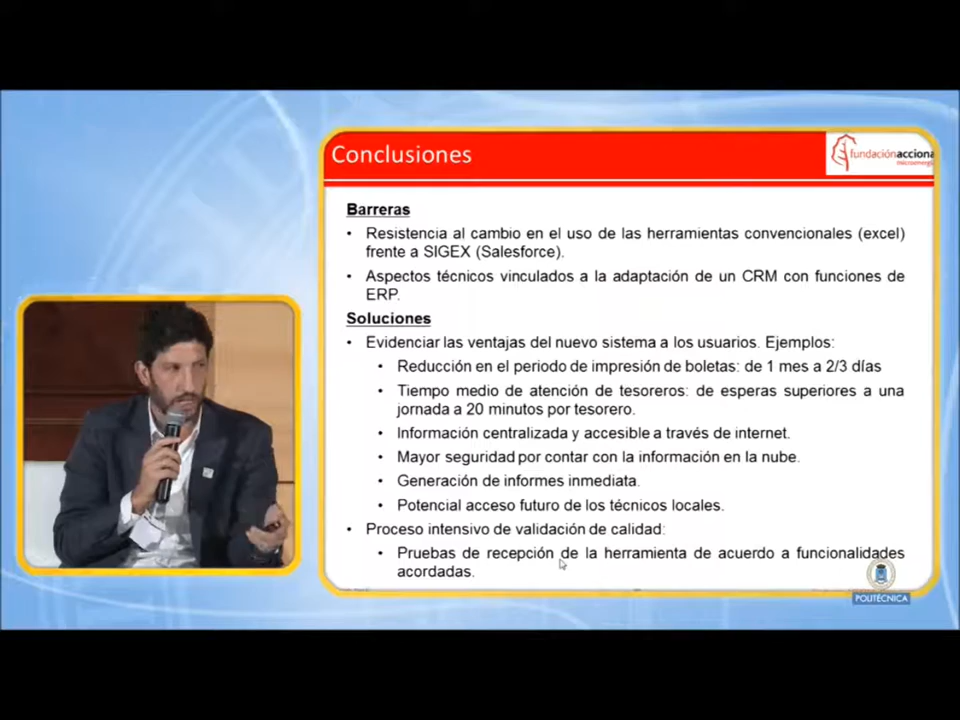 Conclusiones
fundaciónacciona
microenergía
Barreras
• Resistencia al cambio en el uso de las herramientas convencionales (excel)
frente a SIGEX (Salesforce).
• Aspectos técnicos vinculados a la adaptación de un CRM con funciones de
ERP.
Soluciones
• Evidenciar las ventajas del nuevo sistema a los usuarios. Ejemplos:
• Reducción en el periodo de impresión de boletas: de 1 mes a 2/3 días
• Tiempo medio de atención de tesoreros: de esperas superiores a una
jornada a 20 minutos por tesorero.
• Información centralizada y accesible a través de internet.
• Mayor seguridad por contar con la información en la nube.
• Generación de informes inmediata.
• Potencial acceso futuro de los técnicos locales.
• Proceso intensivo de validación de calidad:
• Pruebas de recepción de la herramienta de acuerdo a funcionalidades
acordadas.
POLITÉCNICA